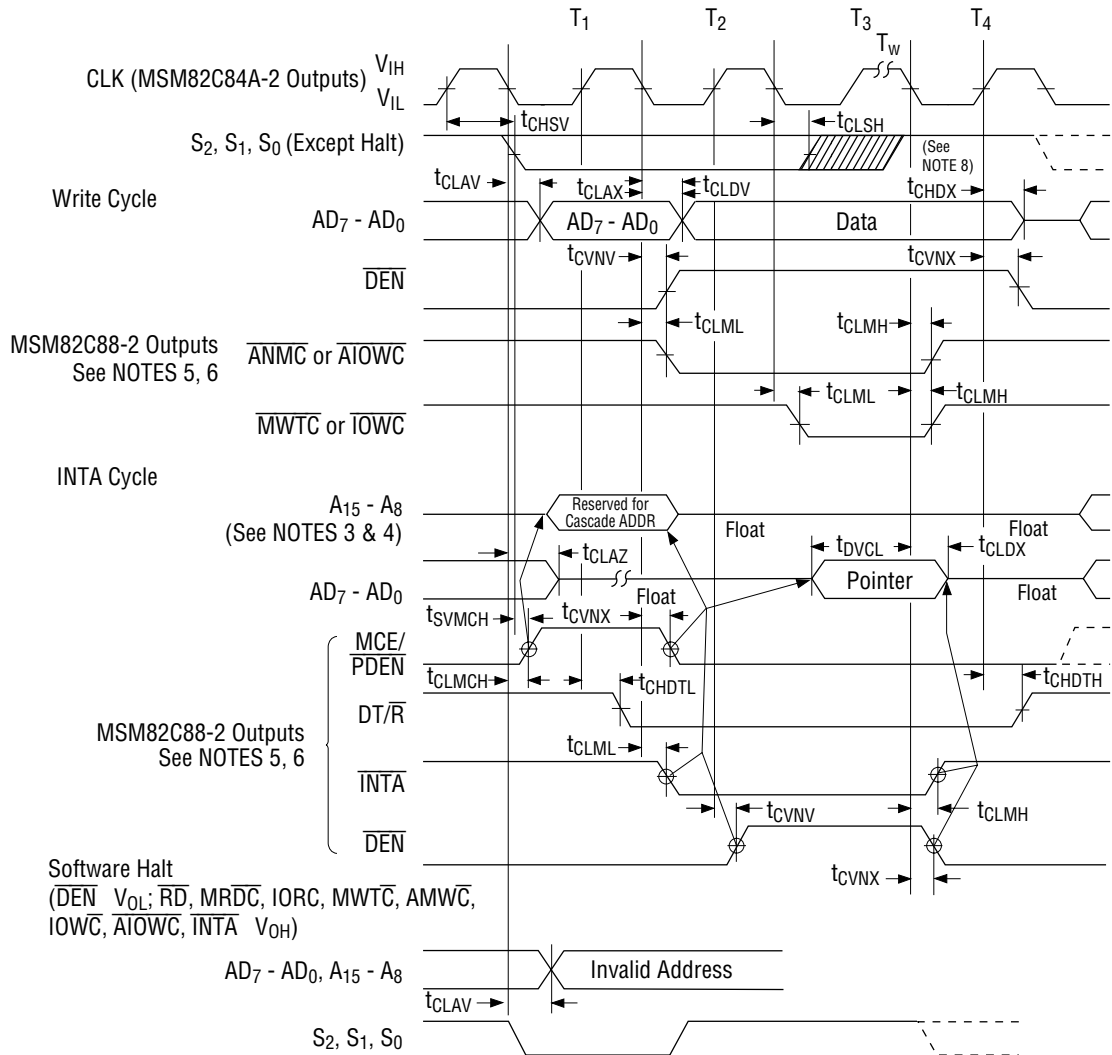 T1 T2 T3 T4
TW
CLK (MSM82C84A-2 Outputs) VIH
VIL
tCHSV tCLSH
S2, S1, S0 (Except Halt) (See NOTE 8)
tCLAV tCLAX tCLDV tCHDX
Write Cycle
AD7 - AD0 AD7 - AD0 Data
tCVNV tCVNX
DEN
tCLML tCLMH
MSM82C88-2 Outputs
See NOTES 5, 6
ANMC or AIOWC
tCLML tCLMH
MWTC or IOWC
INTA Cycle
A15 - A8
(See NOTES 3 & 4)
Reserved for
Cascade ADDR
Float Float
tCLAZ tDVCL tCLDX
AD7 - AD0 Float Pointer Float
tSVMCH tCVNX
MCE/
PDEN
tCLMCH tCHDTL tCHDTH
DT/R
MSM82C88-2 Outputs
See NOTES 5, 6
tCLML
INTA
tCVNV tCLMH
DEN
tCVNX
Software Halt
(DEN VOL; RD, MRDC, IORC, MWTC, AMWC,
IOWC, AIOWC, INTA VOH)
AD7 - AD0, A15 - A8 Invalid Address
tCLAV
S2, S1, S0